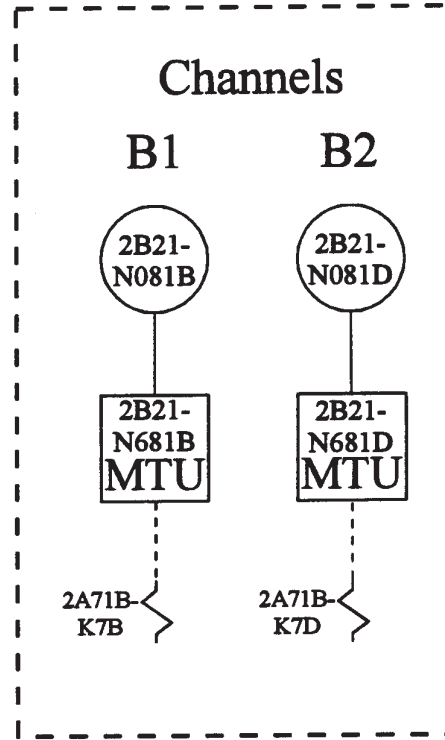 Channels
B1 B2
2B21-
N081B
2B21-
N081D
2B21-
N681B
MTU
2B21-
N681D
MTU
2A71B-
K7B
2A71B-
K7D